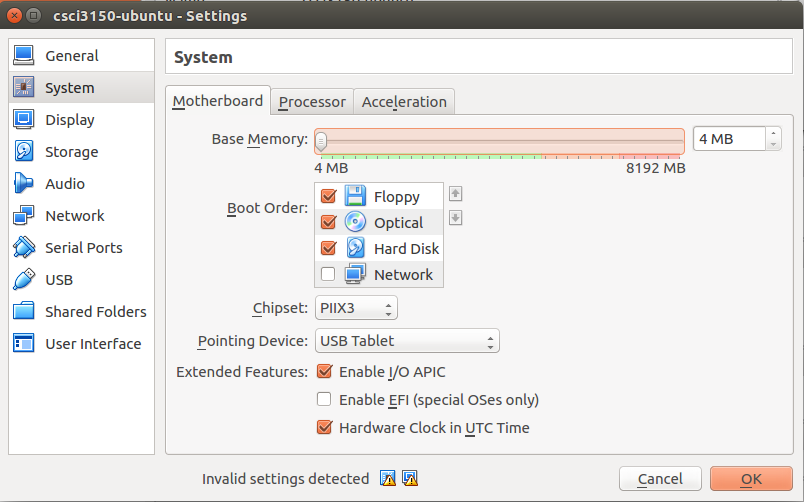 csci3150-ubuntu - Settings
General
System
Display
Storage
Audio
Network
Serial Ports
USB
Shared Folders
User Interface
System
Motherboard Processor Acceleration
Base Memory: 4 MB
4 MB 8192 MB
Boot Order:
Floppy
Optical
Hard Disk
Network
Chipset: PIIX3
Pointing Device: USB Tablet
Extended Features: Enable I/O APIC
Enable EFI (special OSes only)
Hardware Clock in UTC Time
Invalid settings detected
Cancel OK